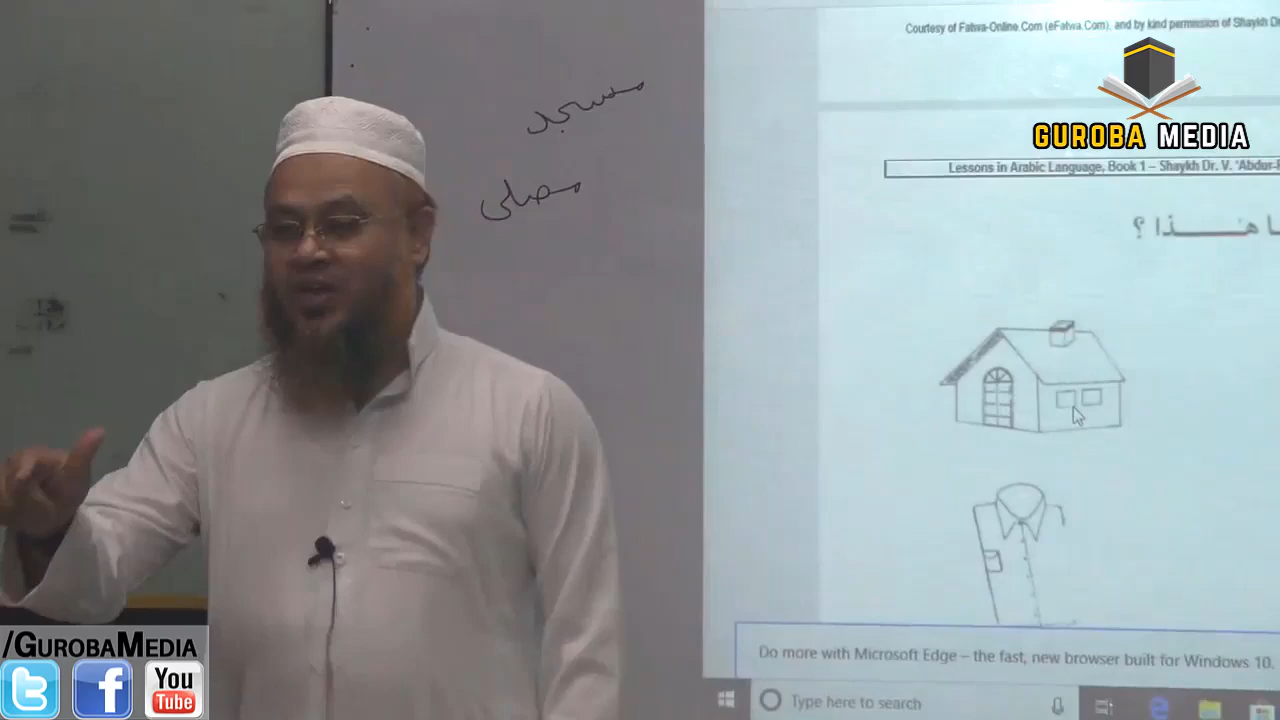 Courtesy of Fatwa-Online.Com (eFatwa.Com), and by kind permission of Shaykh Dr
GUROBA MEDIA
مسجد
مصلى
Lessons in Arabic Language, Book 1 – Shaykh Dr. V. 'Abdur-
هـــذا ؟
/GUROBAMEDIA
You
Tube
Do more with Microsoft Edge – the fast, new browser built for Windows 10.
Type here to search